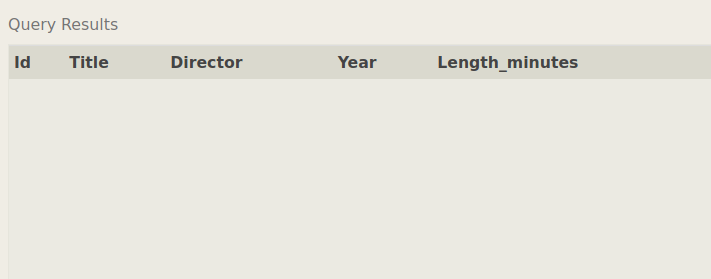 Query Results
Id Title Director Year Length_minutes